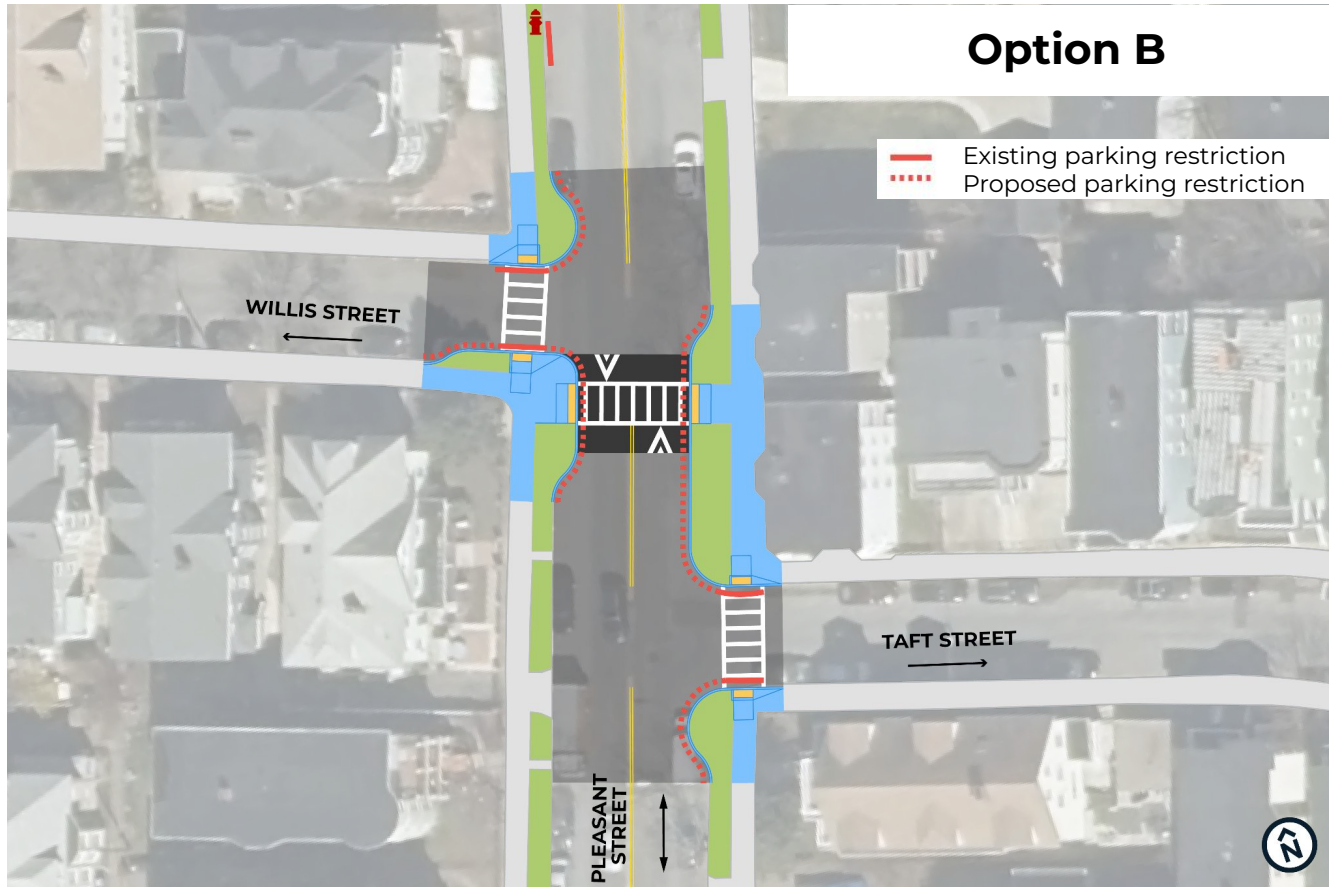 Option B
Existing parking restriction
Proposed parking restriction
WILLIS STREET
TAFT STREET
PLEASANT
STREET
N